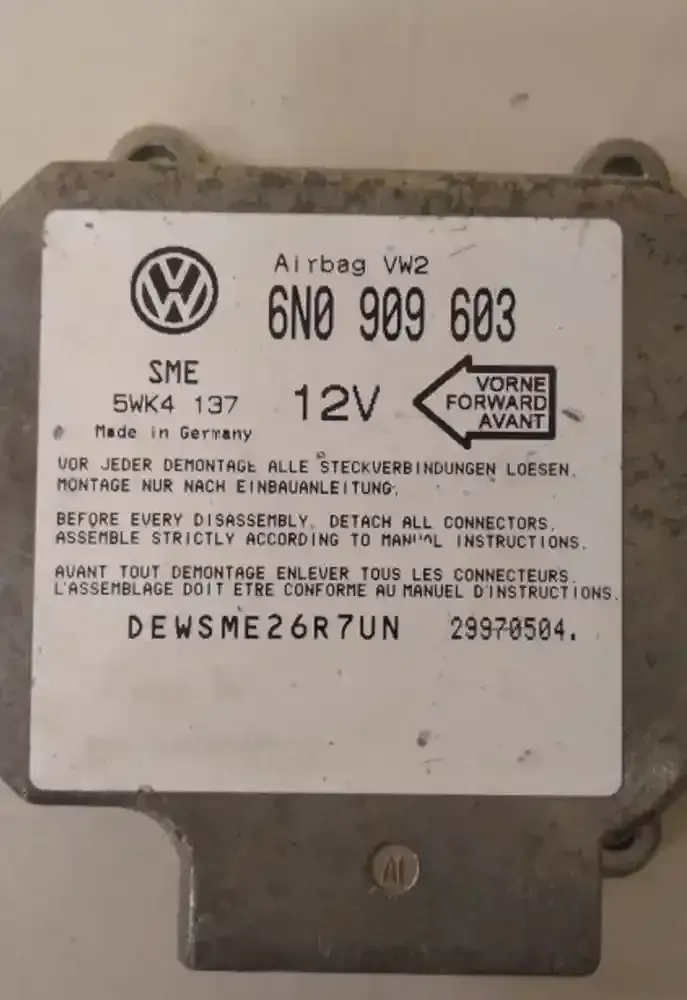 Airbag VW2
6N0 909 603
SME
5WK4 137
Made in Germany
12V
VORNE
FORWARD
AVANT
VOR JEDER DEMONTAGE ALLE STECKVERBINDUNGEN LOESEN.
MONTAGE NUR NACH EINBAUANLEITUNG.
BEFORE EVERY DISASSEMBLY, DETACH ALL CONNECTORS.
ASSEMBLE STRICTLY ACCORDING TO MANUAL INSTRUCTIONS.
AVANT TOUT DEMONTAGE ENLEVER TOUS LES CONNECTEURS.
L'ASSEMBLAGE DOIT ETRE CONFORME AU MANUEL D'INSTRUCTIONS.
DEWSME26R7UN 29970504.